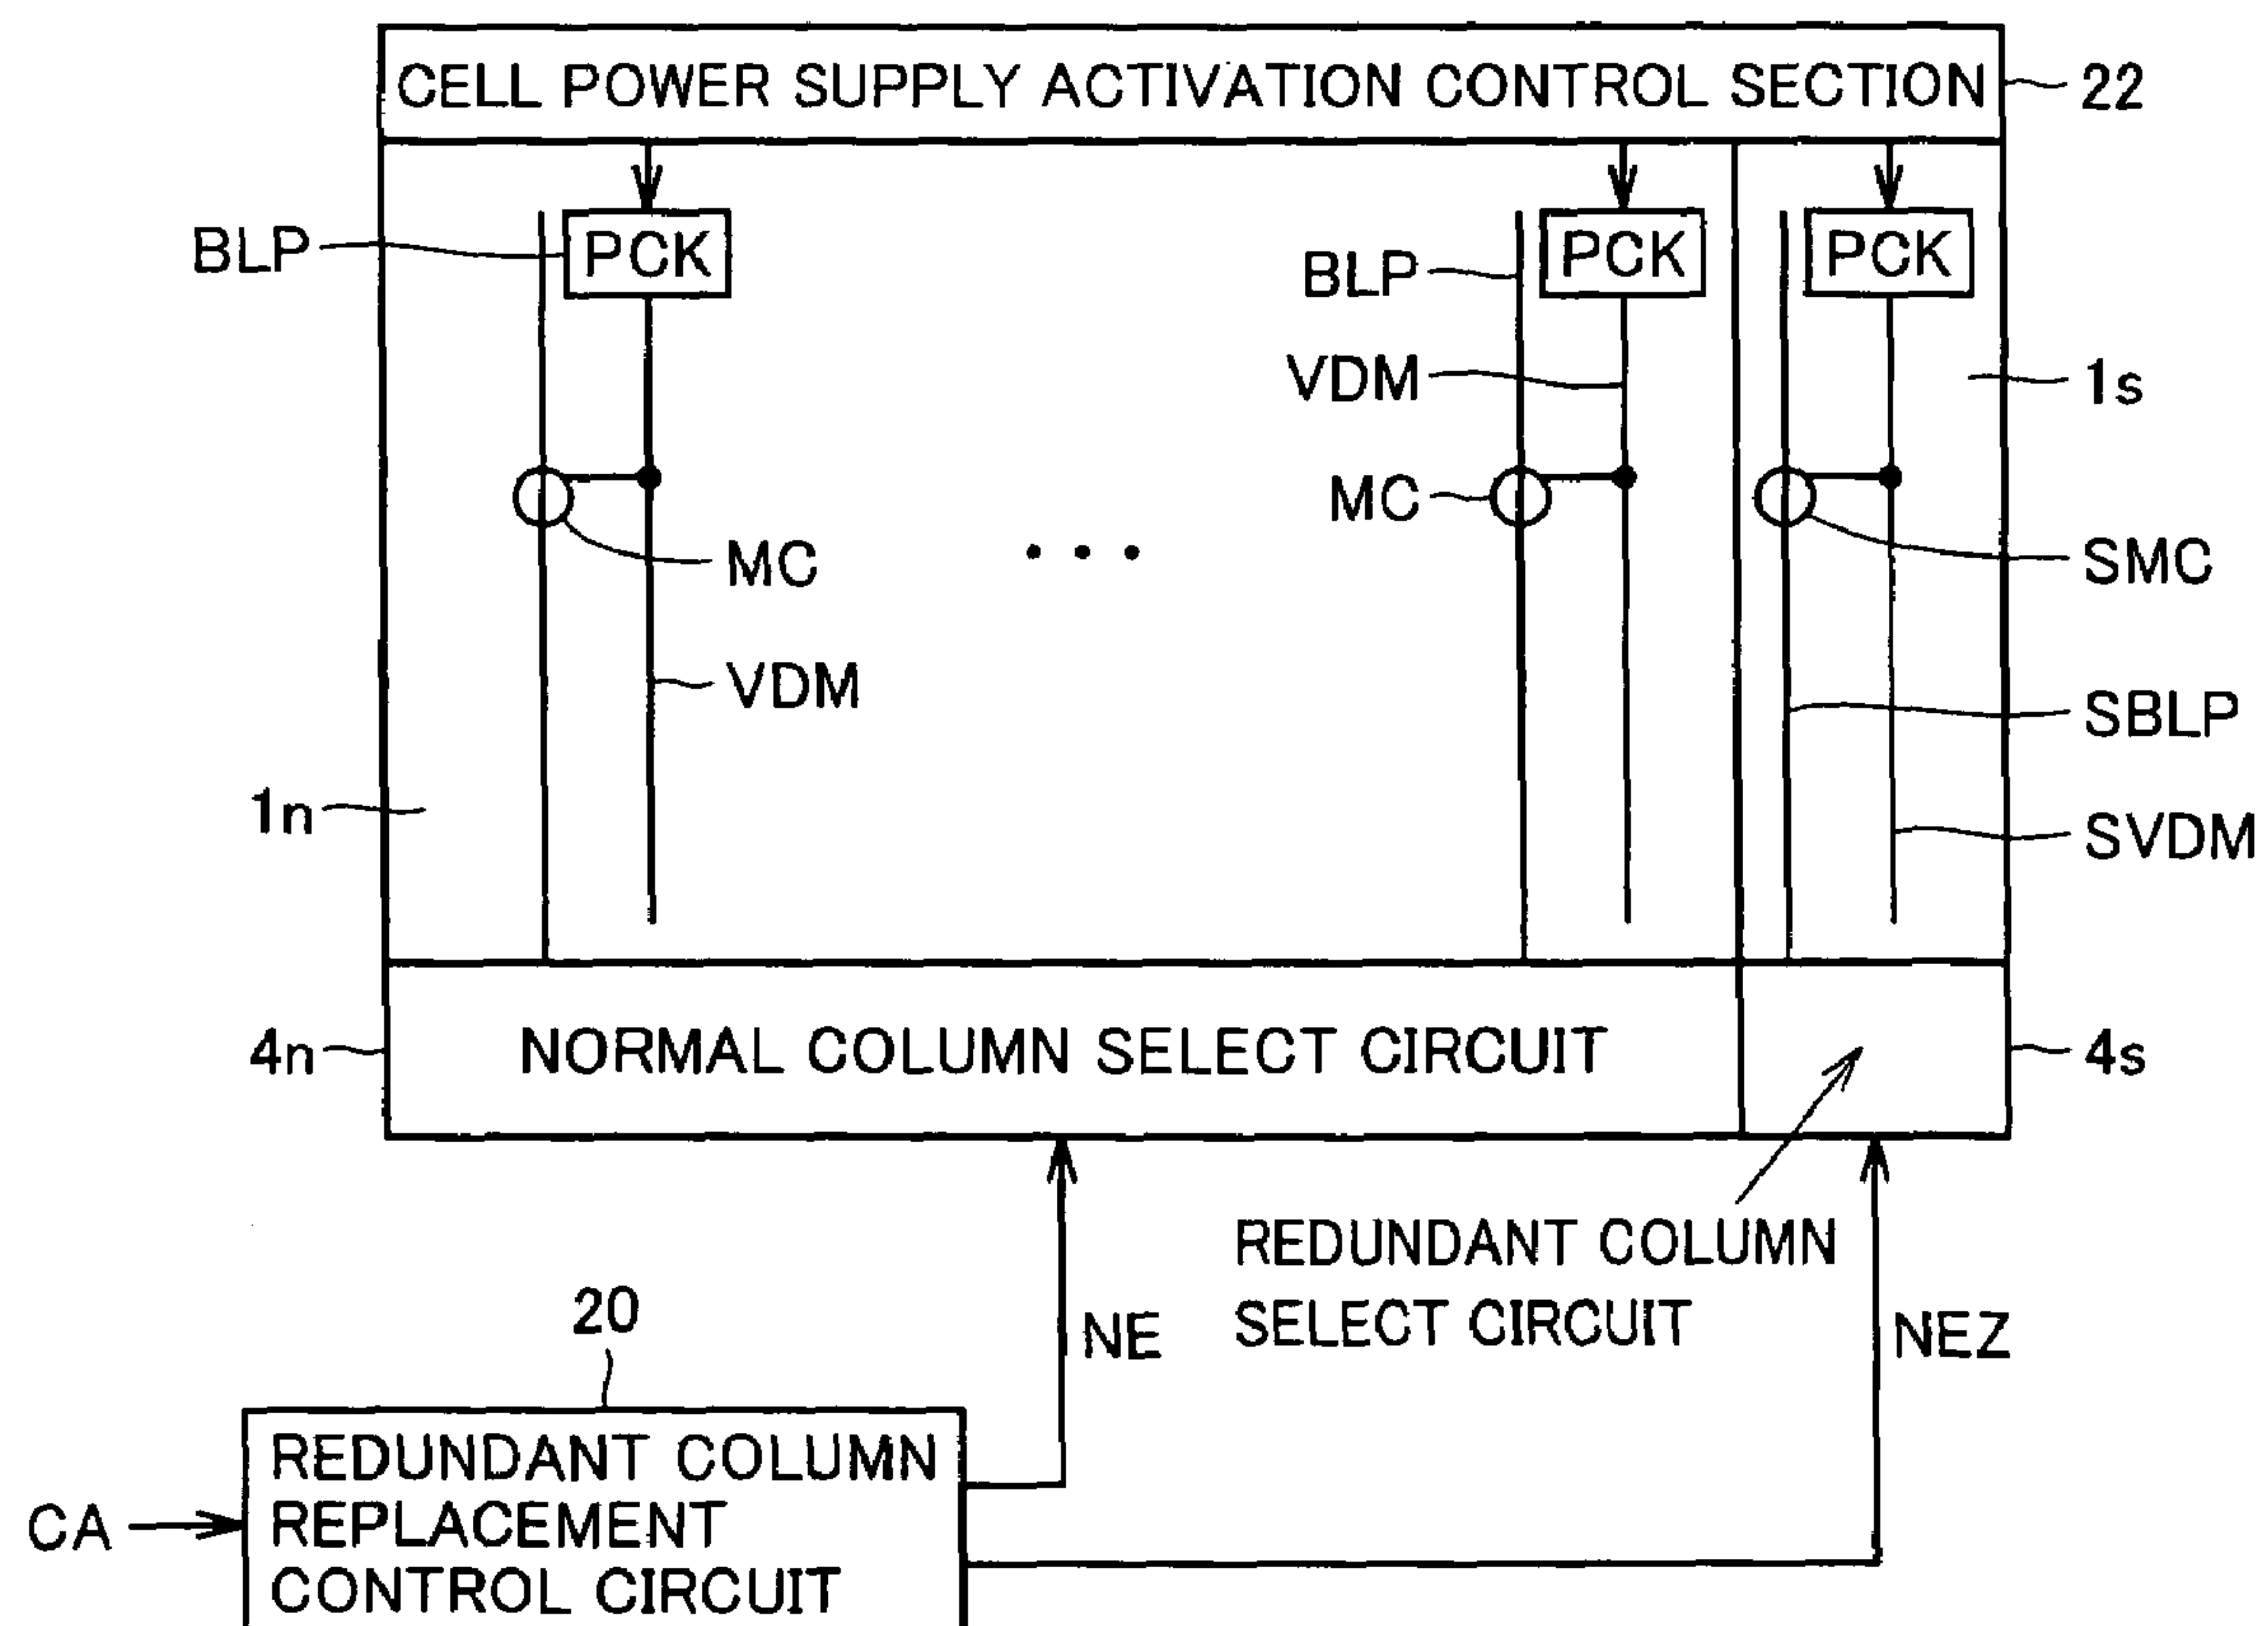 CELL POWER SUPPLY ACTIVATION CONTROL SECTION
22
BLP
PCK
BLP
PCK
PCK
VDM
1s
MC
MC
SMC
VDM
SBLP
1n
SVDM
4n
NORMAL COLUMN SELECT CIRCUIT
4s
REDUNDANT COLUMN
SELECT CIRCUIT
NE
NEZ
20
REDUNDANT COLUMN
REPLACEMENT
CONTROL CIRCUIT
CA